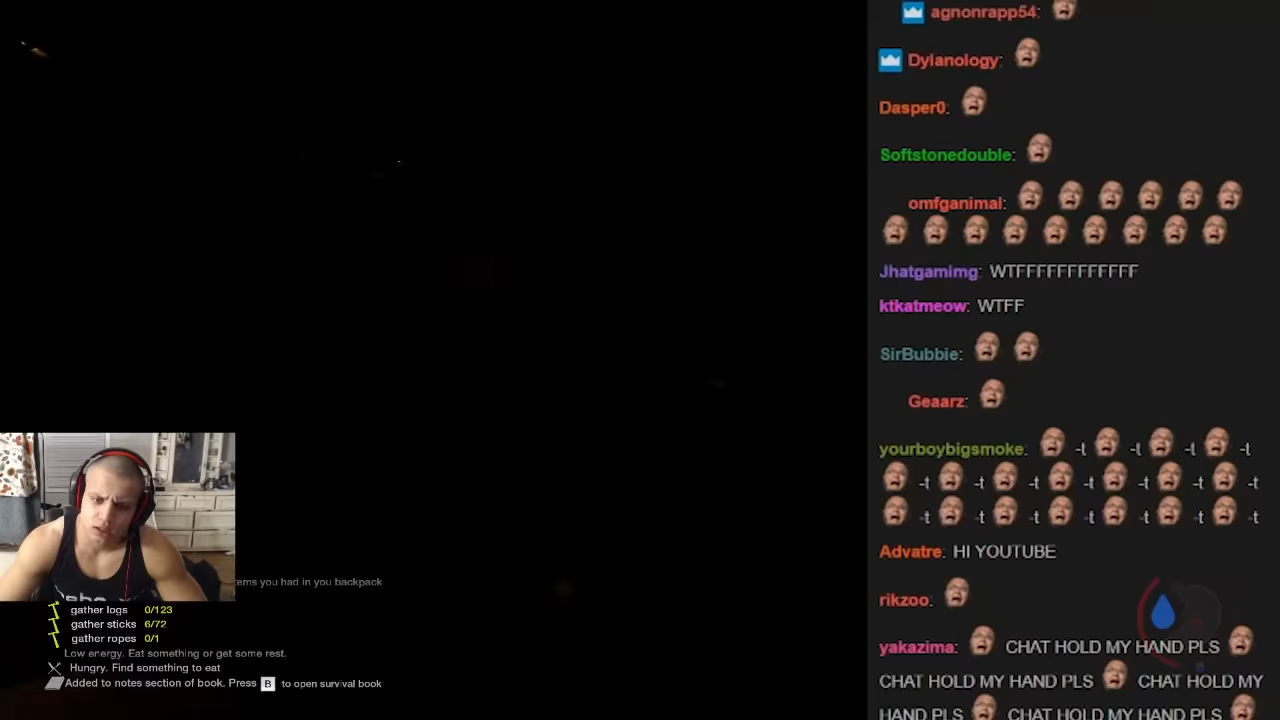 agnonrapp54:
Dylanology:
Dasper0:
Softstonedouble:
omfganimal:
Jhatgamimg: WTFFFFFFFFFFFF
ktkatmeow: WTFF
SirBubbie:
Geaarz:
yourboybigsmoke: -t -t -t -t
-t -t -t -t -t -t -t
-t -t -t -t -t -t -t
Advatre: HI YOUTUBE
rikzoo:
yakazima: CHAT HOLD MY HAND PLS
CHAT HOLD MY HAND PLS CHAT HOLD MY
HAND PLS CHAT HOLD MY HAND PLS
ems you had in you backpack
gather logs 0/123
gather sticks 6/72
gather ropes 0/1
Low energy. Eat something or get some rest.
Hungry. Find something to eat
Added to notes section of book. Press B to open survival book